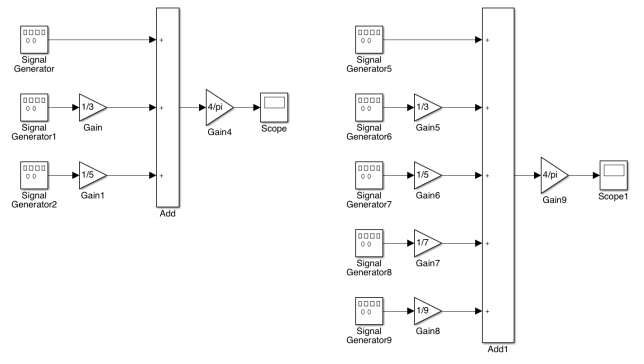 Signal
Generator
+
1/3
Signal
Generator1
Gain
+
1/5
Signal
Generator2
Gain1
+
Add
4/pi
Gain4
Scope
Signal
Generator5
+
1/3
Signal
Generator6
Gain5
+
1/5
Signal
Generator7
Gain6
+
1/7
Signal
Generator8
Gain7
+
1/9
Signal
Generator9
Gain8
+
Add1
4/pi
Gain9
Scope1